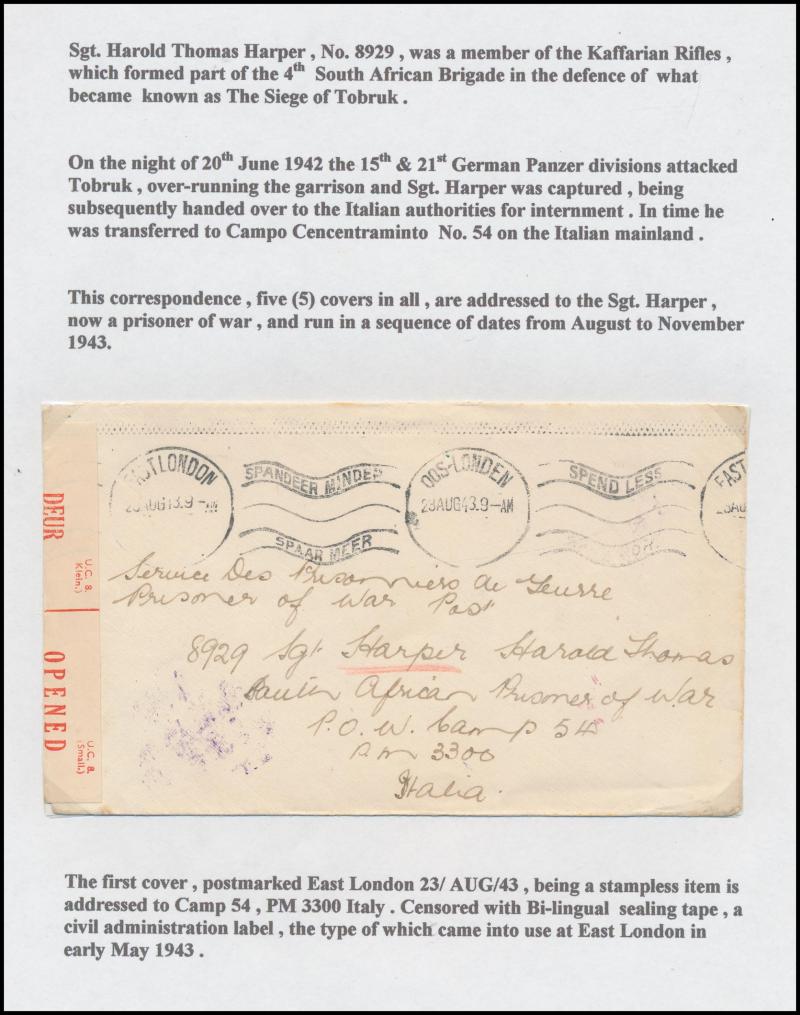 Sgt. Harold Thomas Harper , No. 8929 , was a member of the Kaffarian Rifles ,
which formed part of the 4th South African Brigade in the defence of what
became known as The Siege of Tobruk .
On the night of 20th June 1942 the 15th & 21st German Panzer divisions attacked
Tobruk , over-running the garrison and Sgt. Harper was captured , being
subsequently handed over to the Italian authorities for internment . In time he
was transferred to Campo Cencentraminto No. 54 on the Italian mainland .
This correspondence , five (5) covers in all , are addressed to the Sgt. Harper ,
now a prisoner of war , and run in a sequence of dates from August to November
1943.
EAST LONDON
AUG43.9-AM
SPANDEER MINDER
SPAAR MEER
OOS-LONDEN
23AUG43.9-AM
SPEND LESS
EAST
DEUR
U.C. 8.
Klein.)
OPENED
U.C. 8.
(Small.)
Service Des Prisonniers de Geurre
Prisoner of War Post
8929 Sgt Harper Harold Thomas
South African Prisoner of War
P.O.W. Camp 54
P.M 3300
Italia.
The first cover , postmarked East London 23/ AUG/43 , being a stampless item is
addressed to Camp 54 , PM 3300 Italy . Censored with Bi-lingual sealing tape , a
civil administration label , the type of which came into use at East London in
early May 1943 .